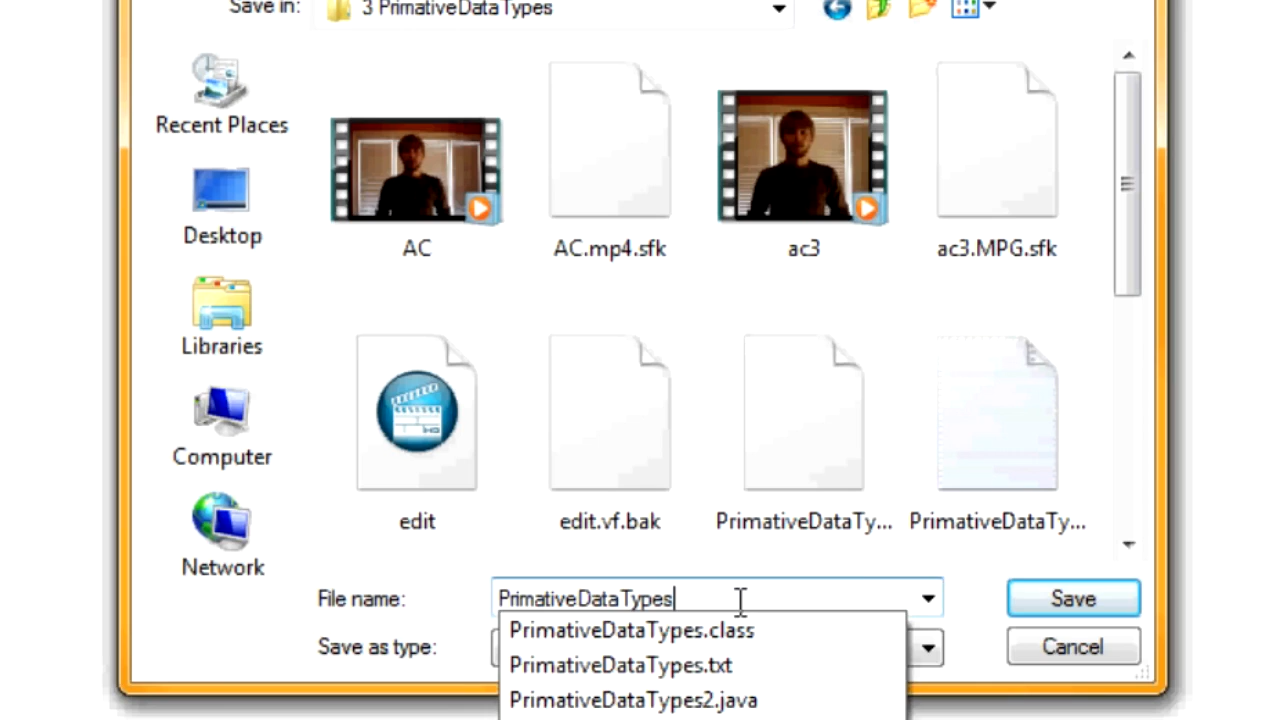 Save in: 3 PrimativeDataTypes
Recent Places
Desktop
Libraries
Computer
Network
AC
AC.mp4.sfk
ac3
ac3.MPG.sfk
edit
edit.vf.bak
PrimativeDataTy...
PrimativeDataTy...
File name: PrimativeDataTypes
Save
Save as type:
Cancel
PrimativeDataTypes.class
PrimativeDataTypes.txt
PrimativeDataTypes2.java